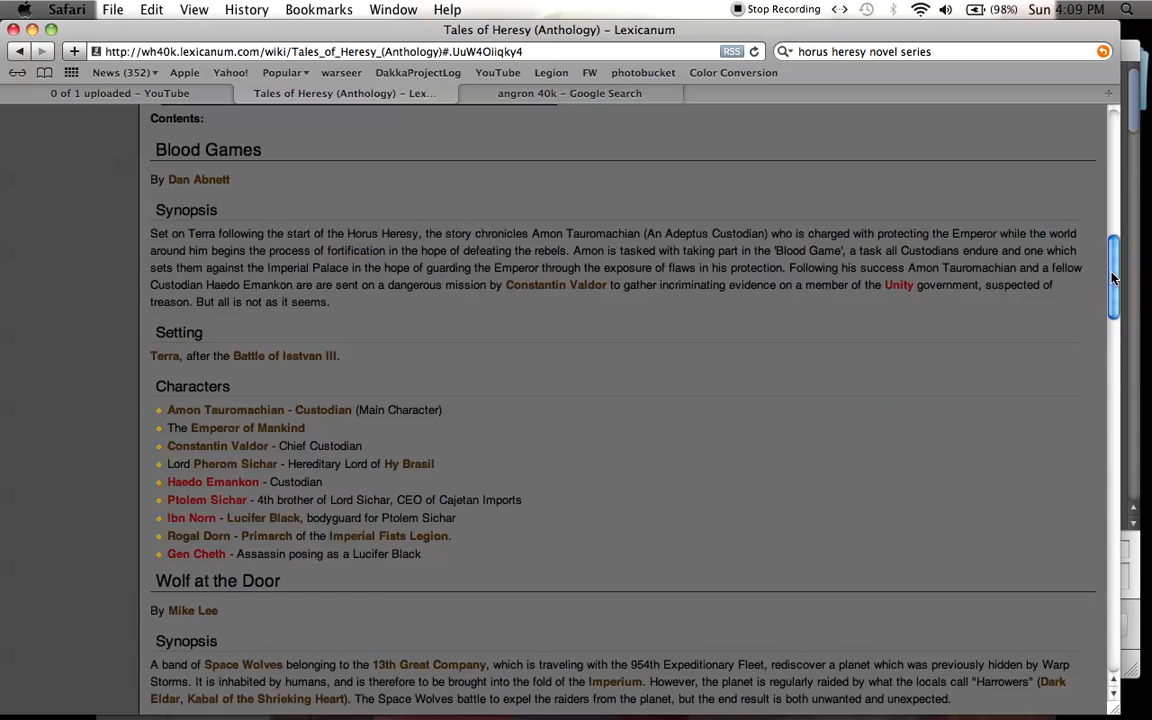 Safari File Edit View History Bookmarks Window Help Stop Recording (98%) Sun 4:09 PM
Tales of Heresy (Anthology) – Lexicanum
http://wh40k.lexicanum.com/wiki/Tales_of_Heresy_(Anthology)#.UuW4Oiiqky4 RSS horus heresy novel series
News (352) Apple Yahoo! Popular warseer DakkaProjectLog YouTube Legion FW photobucket Color Conversion
0 of 1 uploaded – YouTube Tales of Heresy (Anthology) – Lex... angron 40k – Google Search
Contents:
Blood Games
By Dan Abnett
Synopsis
Set on Terra following the start of the Horus Heresy, the story chronicles Amon Tauromachian (An Adeptus Custodian) who is charged with protecting the Emperor while the world
around him begins the process of fortification in the hope of defeating the rebels. Amon is tasked with taking part in the 'Blood Game', a task all Custodians endure and one which
sets them against the Imperial Palace in the hope of guarding the Emperor through the exposure of flaws in his protection. Following his success Amon Tauromachian and a fellow
Custodian Haedo Emankon are are sent on a dangerous mission by Constantin Valdor to gather incriminating evidence on a member of the Unity government, suspected of
treason. But all is not as it seems.
Setting
Terra, after the Battle of Isstvan III.
Characters
Amon Tauromachian - Custodian (Main Character)
The Emperor of Mankind
Constantin Valdor - Chief Custodian
Lord Pherom Sichar - Hereditary Lord of Hy Brasil
Haedo Emankon - Custodian
Ptolem Sichar - 4th brother of Lord Sichar, CEO of Cajetan Imports
Ibn Norn - Lucifer Black, bodyguard for Ptolem Sichar
Rogal Dorn - Primarch of the Imperial Fists Legion.
Gen Cheth - Assassin posing as a Lucifer Black
Wolf at the Door
By Mike Lee
Synopsis
A band of Space Wolves belonging to the 13th Great Company, which is traveling with the 954th Expeditionary Fleet, rediscover a planet which was previously hidden by Warp
Storms. It is inhabited by humans, and is therefore to be brought into the fold of the Imperium. However, the planet is regularly raided by what the locals call "Harrowers" (Dark
Eldar, Kabal of the Shrieking Heart). The Space Wolves battle to expel the raiders from the planet, but the end result is both unwanted and unexpected.